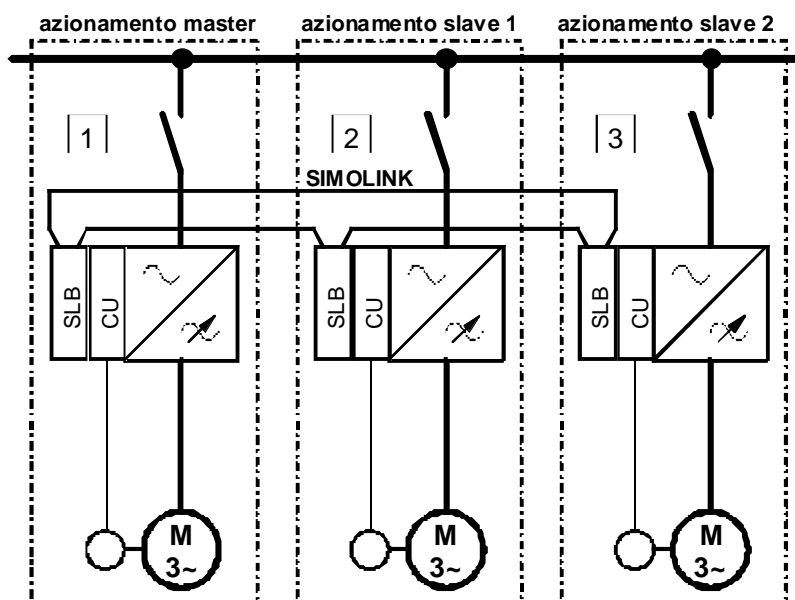 azionamento master
azionamento slave 1
azionamento slave 2
1
2
3
SIMOLINK
SLB
CU
SLB
CU
SLB
CU
M
3~
M
3~
M
3~